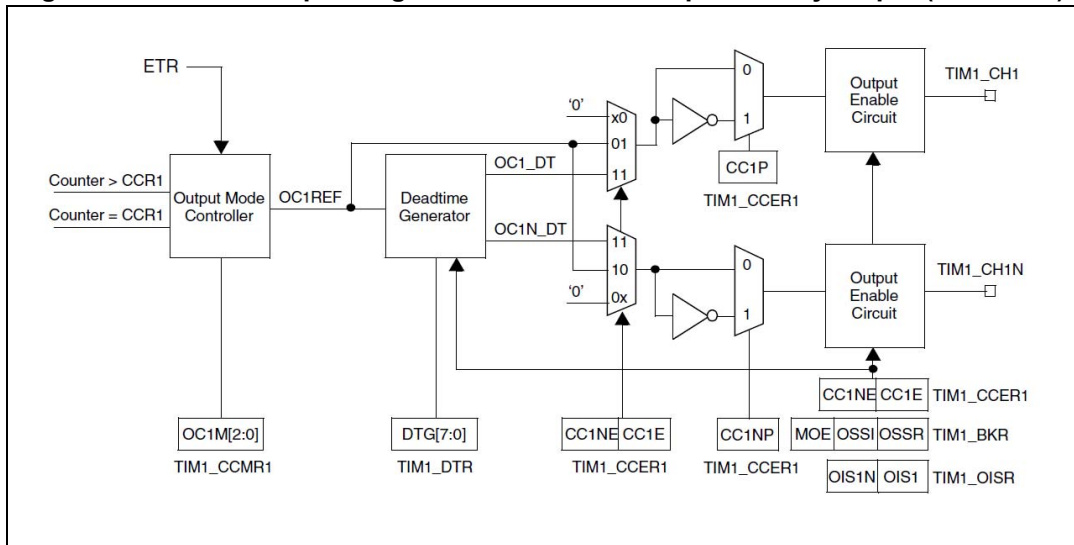 ETR
Counter > CCR1
Counter = CCR1
Output Mode
Controller
OC1REF
Deadtime
Generator
OC1_DT
OC1N_DT
'0'
x0
01
11
11
10
'0'
0x
0
1
CC1P
TIM1_CCER1
0
1
Output
Enable
Circuit
TIM1_CH1
Output
Enable
Circuit
TIM1_CH1N
OC1M[2:0]
TIM1_CCMR1
DTG[7:0]
TIM1_DTR
CC1NE CC1E
TIM1_CCER1
CC1NP
TIM1_CCER1
CC1NE CC1E TIM1_CCER1
MOE OSSI OSSR TIM1_BKR
OIS1N OIS1 TIM1_OISR